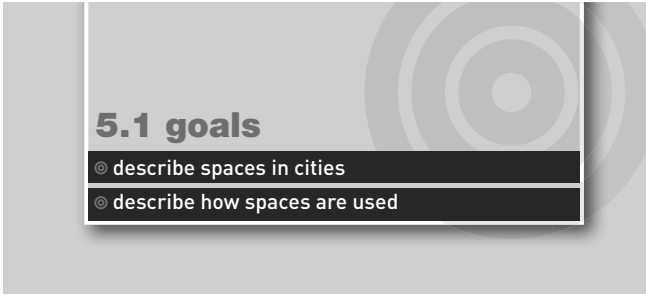 5.1 goals
describe spaces in cities
describe how spaces are used